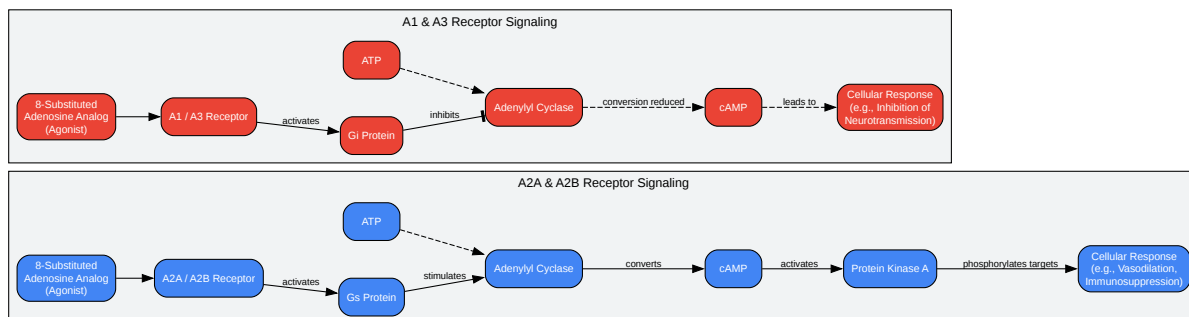 A1 & A3 Receptor Signaling
ATP
8-Substituted
Adenosine Analog
(Agonist)
A1 / A3 Receptor
activates
Gi Protein
inhibits
Adenylyl Cyclase
conversion reduced
cAMP
leads to
Cellular Response
(e.g., Inhibition of
Neurotransmission)
A2A & A2B Receptor Signaling
ATP
8-Substituted
Adenosine Analog
(Agonist)
A2A / A2B Receptor
activates
Gs Protein
stimulates
Adenylyl Cyclase
converts
cAMP
activates
Protein Kinase A
phosphorylates targets
Cellular Response
(e.g., Vasodilation,
Immunosuppression)